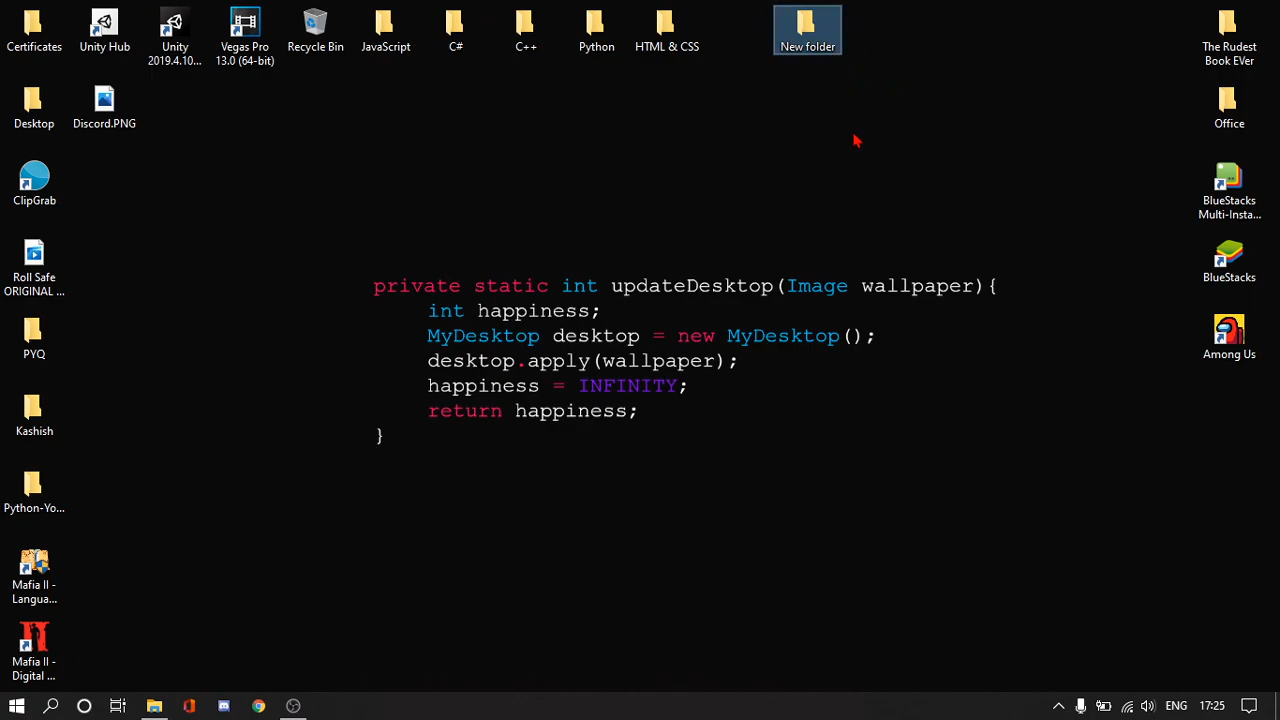 Certificates
Unity Hub
Unity
2019.4.10...
Vegas Pro
13.0 (64-bit)
Recycle Bin
JavaScript
C#
C++
Python
HTML & CSS
New folder
The Rudest
Book EVer
Desktop
Discord.PNG
Office
ClipGrab
BlueStacks
Multi-Insta...
Roll Safe
ORIGINAL ...
BlueStacks
PYQ
Among Us
Kashish
Python-Yo...
Mafia II -
Langua...
Mafia II -
Digital ...
private static int updateDesktop(Image wallpaper){
int happiness;
MyDesktop desktop = new MyDesktop();
desktop.apply(wallpaper);
happiness = INFINITY;
return happiness;
}
ENG
17:25